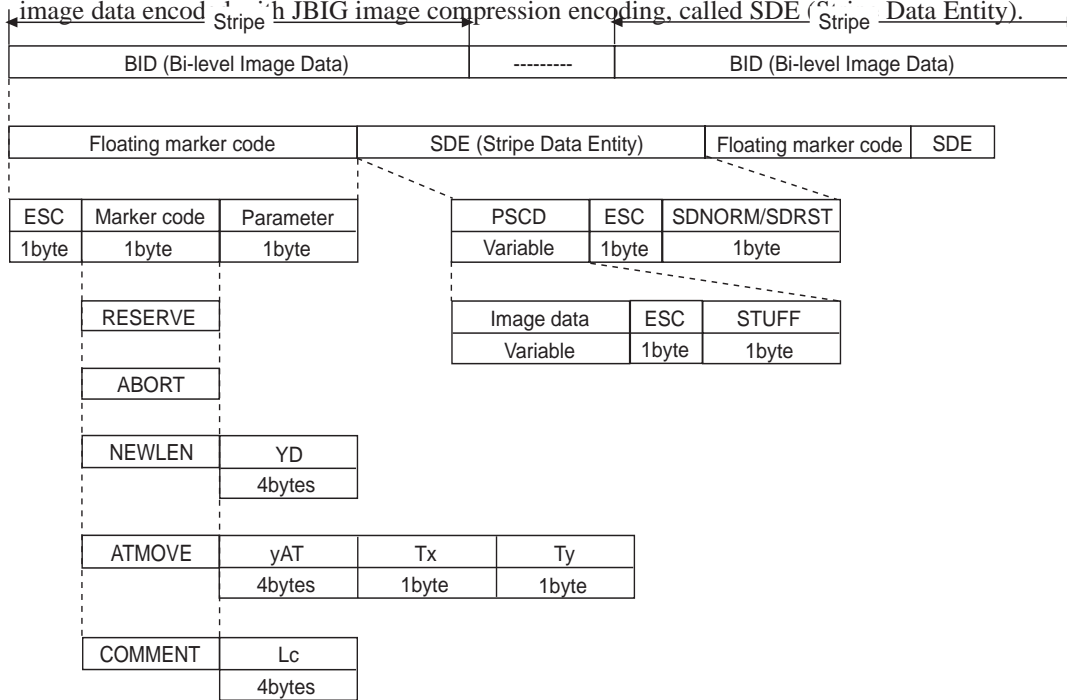 image data encod with JBIG image compression encoding, called SDE ( Data Entity).
Stripe Stripe
BID (Bi-level Image Data) --------- BID (Bi-level Image Data)
Floating marker code SDE (Stripe Data Entity) Floating marker code SDE
ESC Marker code Parameter PSCD ESC SDNORM/SDRST
1byte 1byte 1byte Variable 1byte 1byte
RESERVE Image data ESC STUFF
Variable 1byte 1byte
ABORT
NEWLEN YD
4bytes
ATMOVE yAT Tx Ty
4bytes 1byte 1byte
COMMENT Lc
4bytes